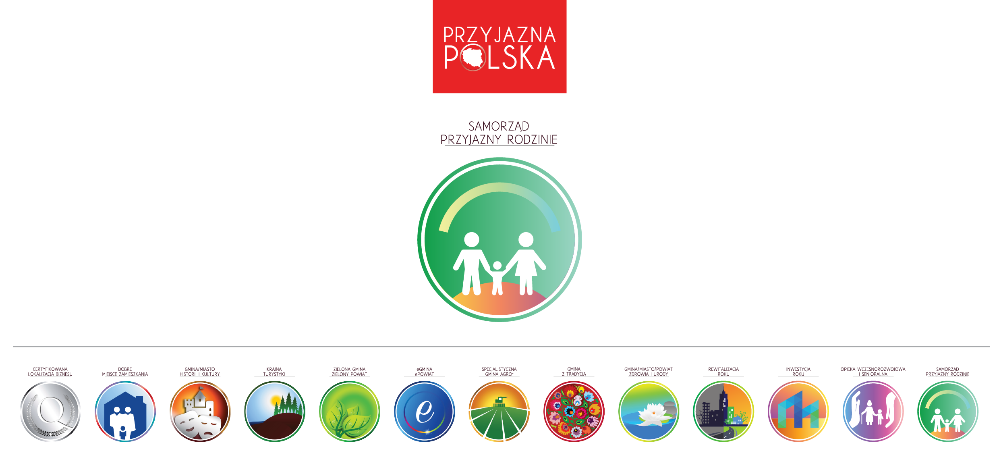 PRZYJAZNA
POLSKA
SAMORZĄD
PRZYJAZNY RODZINIE
CERTYFIKOWANA
LOKALIZACJA BIZNESU
DOBRE
MIEJSCE ZAMIESZKANIA
GMINA/MIASTO
HISTORII I KULTURY
KRAINA
TURYSTYKI
ZIELONA GMINA
ZIELONY POWIAT
eGMINA
ePOWIAT
SPECJALISTYCZNA
GMINA AGRO*
GMINA
Z TRADYCJĄ
GMINA/MIASTO/POWIAT
ZDROWIA I URODY
REWITALIZACJA
ROKU
INWESTYCJA
ROKU
OPIEKA WCZESNOROZWOJOWA
I SENIORALNA
SAMORZĄD
PRZYJAZNY RODZINIE
Q
e